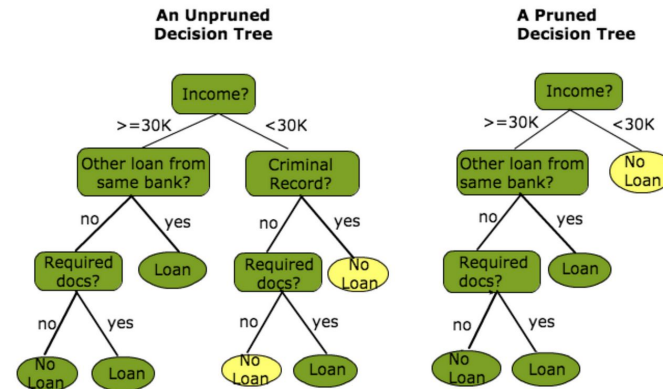 An Unpruned
Decision Tree
Income?
>=30K
<30K
Other loan from
same bank?
Criminal
Record?
no
yes
no
yes
Required
docs?
Loan
Required
docs?
No
Loan
no
yes
no
yes
No
Loan
Loan
No
Loan
Loan
A Pruned
Decision Tree
Income?
>=30K
<30K
Other loan from
same bank?
No
Loan
no
yes
Required
docs?
Loan
no
yes
No
Loan
Loan